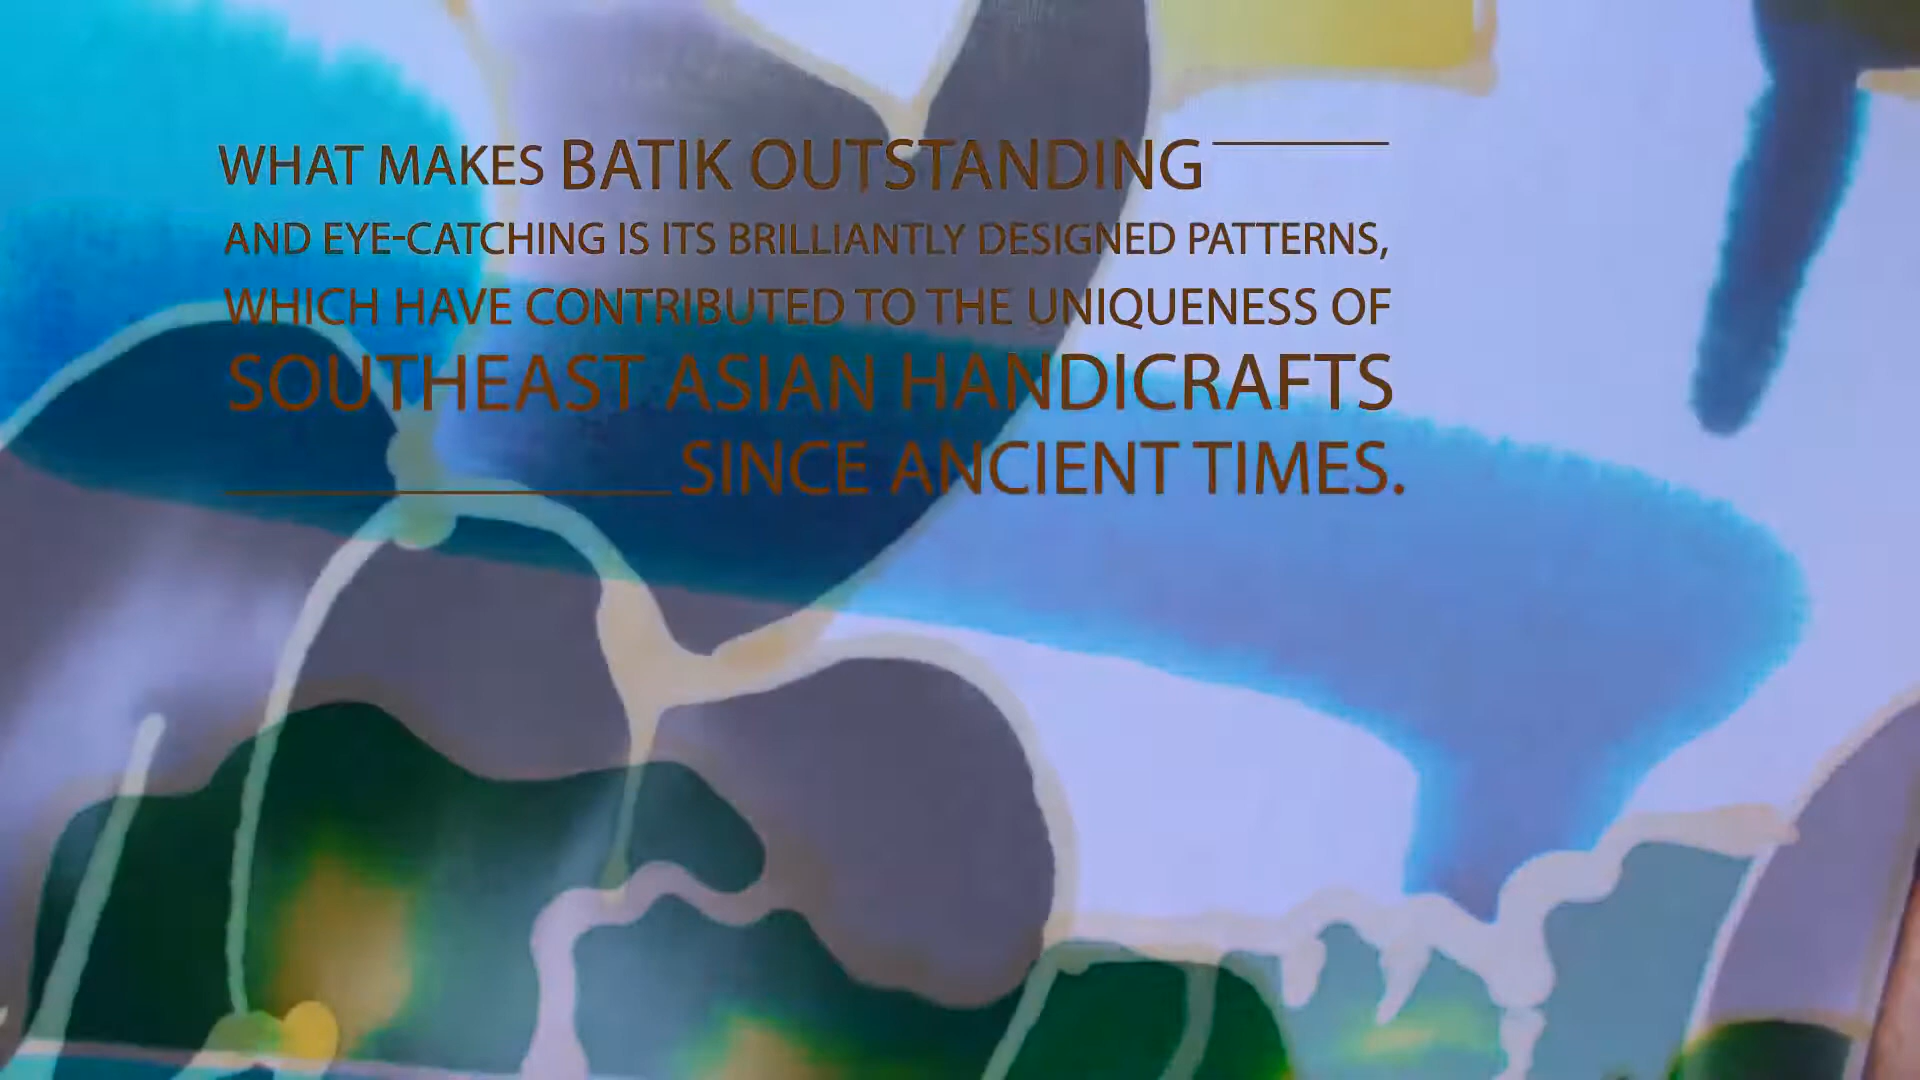 WHAT MAKES BATIK OUTSTANDING
AND EYE-CATCHING IS ITS BRILLIANTLY DESIGNED PATTERNS,
WHICH HAVE CONTRIBUTED TO THE UNIQUENESS OF
SOUTHEAST ASIAN HANDICRAFTS
SINCE ANCIENT TIMES.